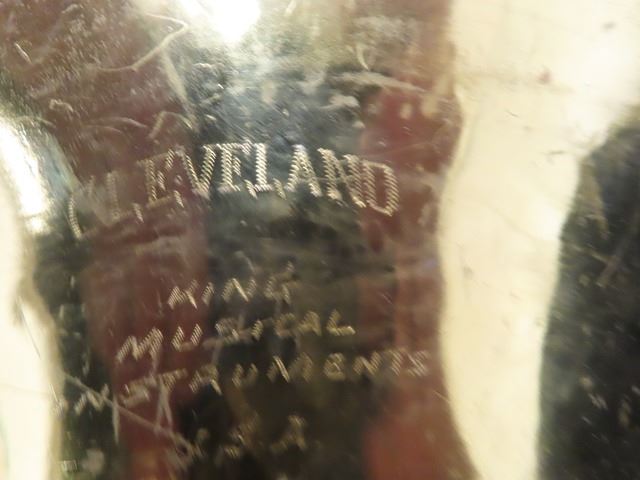 CLEVELAND
KING
MUSICAL
INSTRUMENTS
U.S.A.